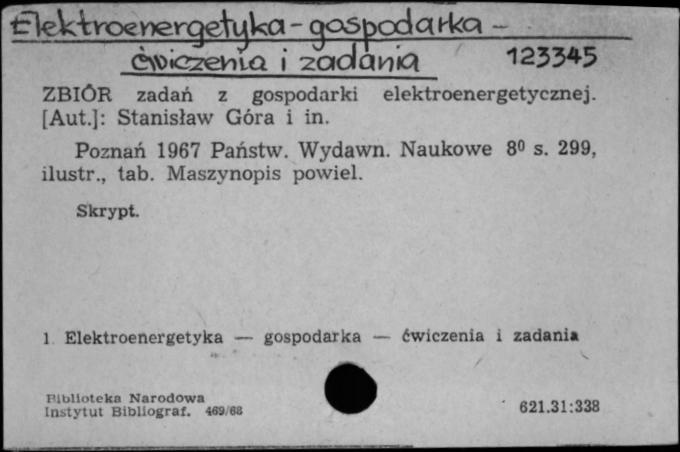 Elektroenergetyka - gospodarka -
ćwiczenia i zadania 123345
ZBIÓR zadań z gospodarki elektroenergetycznej.
[Aut.]: Stanisław Góra i in.
Poznań 1967 Państw. Wydawn. Naukowe 8⁰ s. 299,
ilustr., tab. Maszynopis powiel.
Skrypt.
1. Elektroenergetyka — gospodarka — ćwiczenia i zadania
Biblioteka Narodowa
Instytut Bibliograf. 469/68 621.31:338